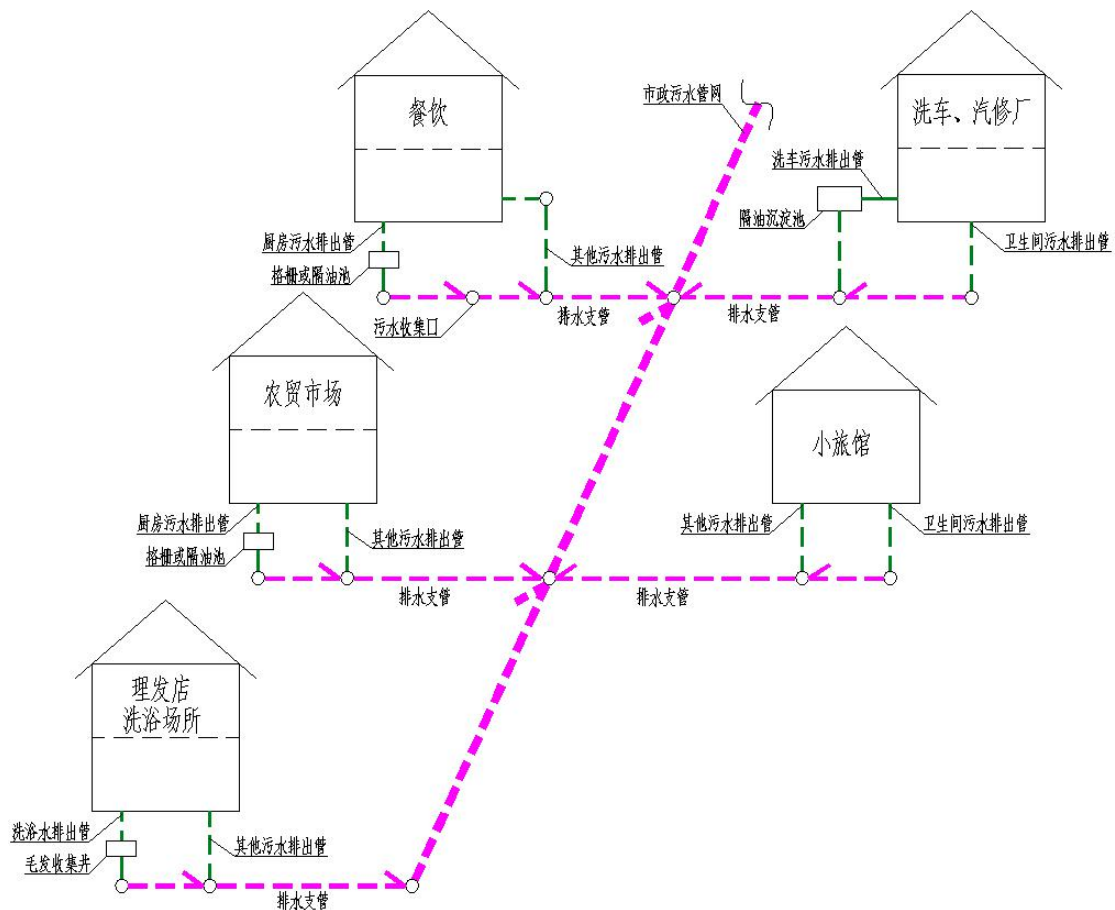 餐饮
市政污水管网
洗车、汽修厂
洗车污水排出管
隔油沉淀池
厨房污水排出管
格栅或隔油池
其他污水排出管
卫生间污水排出管
污水收集口
排水支管
排水支管
农贸市场
小旅馆
厨房污水排出管
格栅或隔油池
其他污水排出管
其他污水排出管
卫生间污水排出管
排水支管
排水支管
理发店
洗浴场所
洗浴水排出管
毛发收集井
其他污水排出管
排水支管